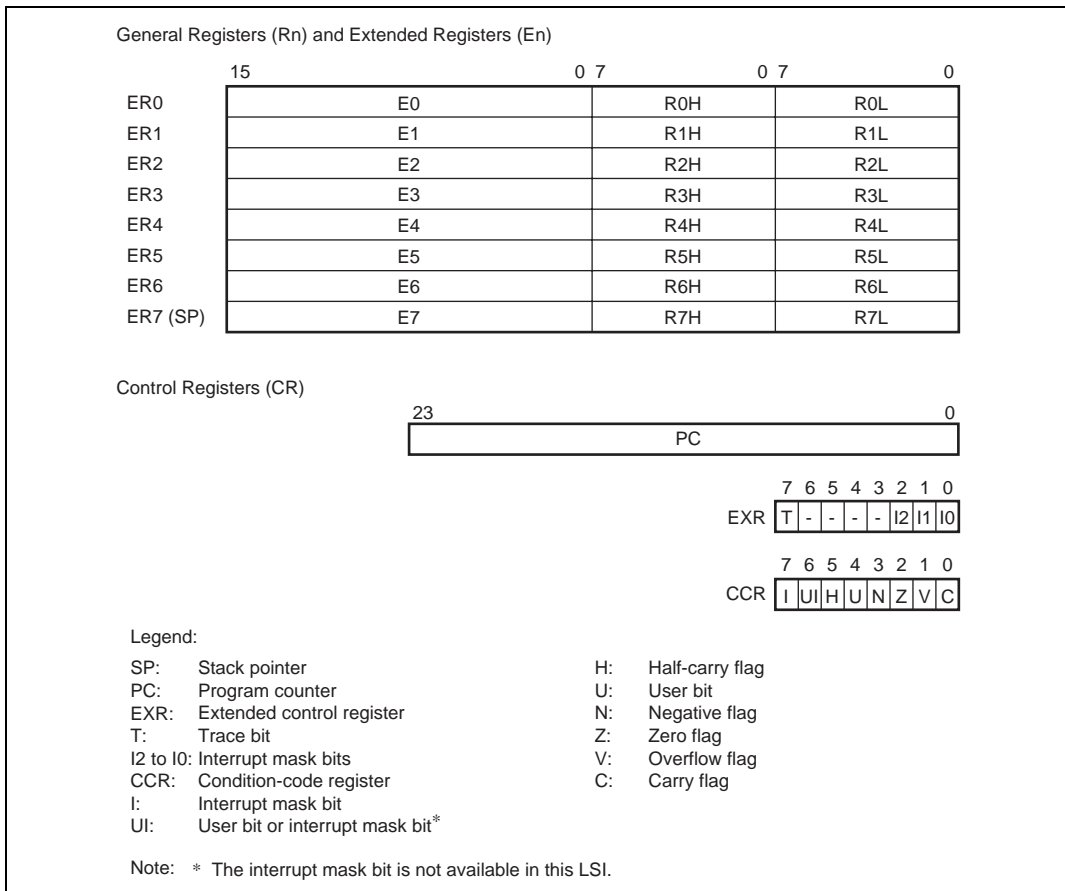 General Registers (Rn) and Extended Registers (En)
15 0 7 0 7 0
ER0 E0 R0H R0L
ER1 E1 R1H R1L
ER2 E2 R2H R2L
ER3 E3 R3H R3L
ER4 E4 R4H R4L
ER5 E5 R5H R5L
ER6 E6 R6H R6L
ER7 (SP) E7 R7H R7L
Control Registers (CR)
23 0
PC
7 6 5 4 3 2 1 0
EXR T - - - - I2 I1 I0
7 6 5 4 3 2 1 0
CCR I UI H U N Z V C
Legend:
SP: Stack pointer
PC: Program counter
EXR: Extended control register
T: Trace bit
I2 to I0: Interrupt mask bits
CCR: Condition-code register
I: Interrupt mask bit
UI: User bit or interrupt mask bit*
H: Half-carry flag
U: User bit
N: Negative flag
Z: Zero flag
V: Overflow flag
C: Carry flag
Note: * The interrupt mask bit is not available in this LSI.